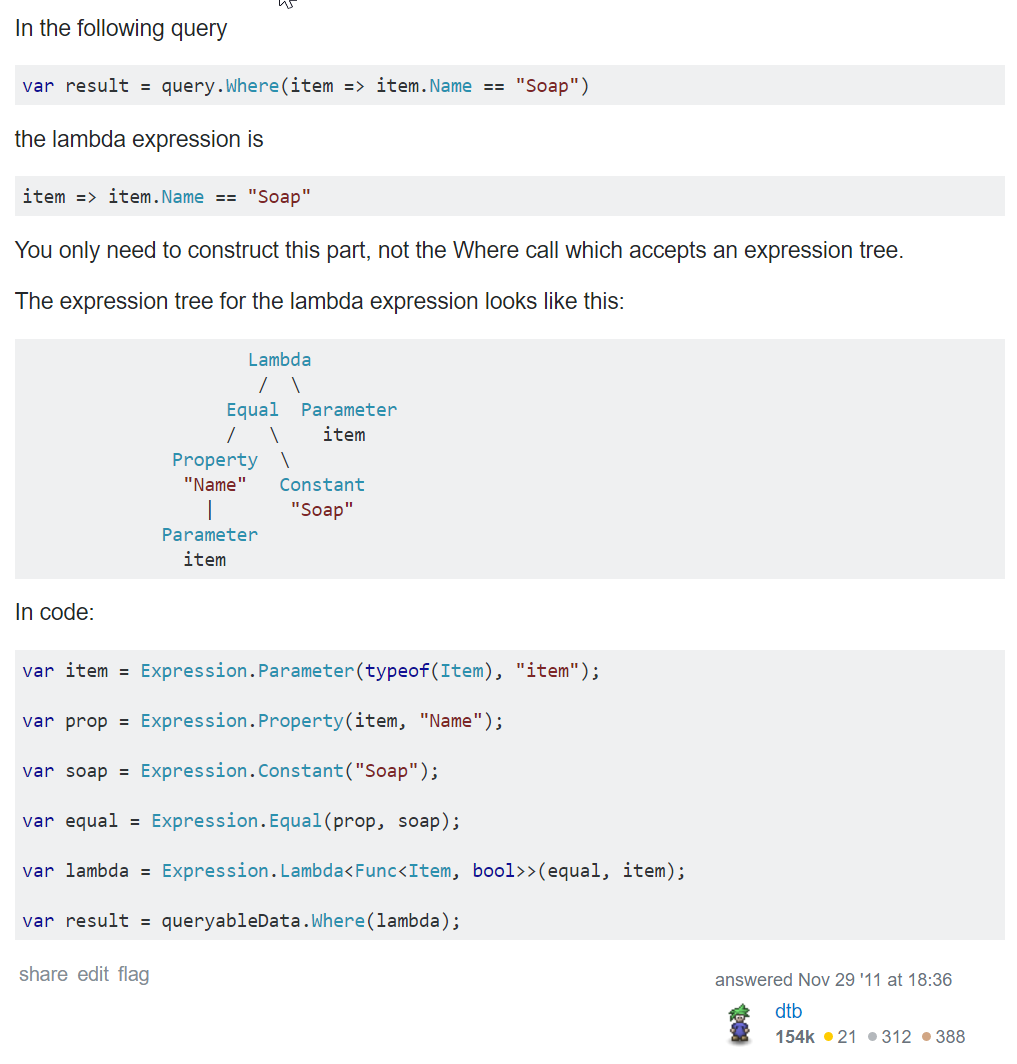 In the following query
var result = query.Where(item => item.Name == "Soap")
the lambda expression is
item => item.Name == "Soap"
You only need to construct this part, not the Where call which accepts an expression tree.
The expression tree for the lambda expression looks like this:
Lambda
/ \
Equal Parameter
/ \ item
Property \
"Name" Constant
| "Soap"
Parameter
item
In code:
var item = Expression.Parameter(typeof(Item), "item");
var prop = Expression.Property(item, "Name");
var soap = Expression.Constant("Soap");
var equal = Expression.Equal(prop, soap);
var lambda = Expression.Lambda<Func<Item, bool>>(equal, item);
var result = queryableData.Where(lambda);
share edit flag
answered Nov 29 '11 at 18:36
dtb
154k ●21 ●312 ●388